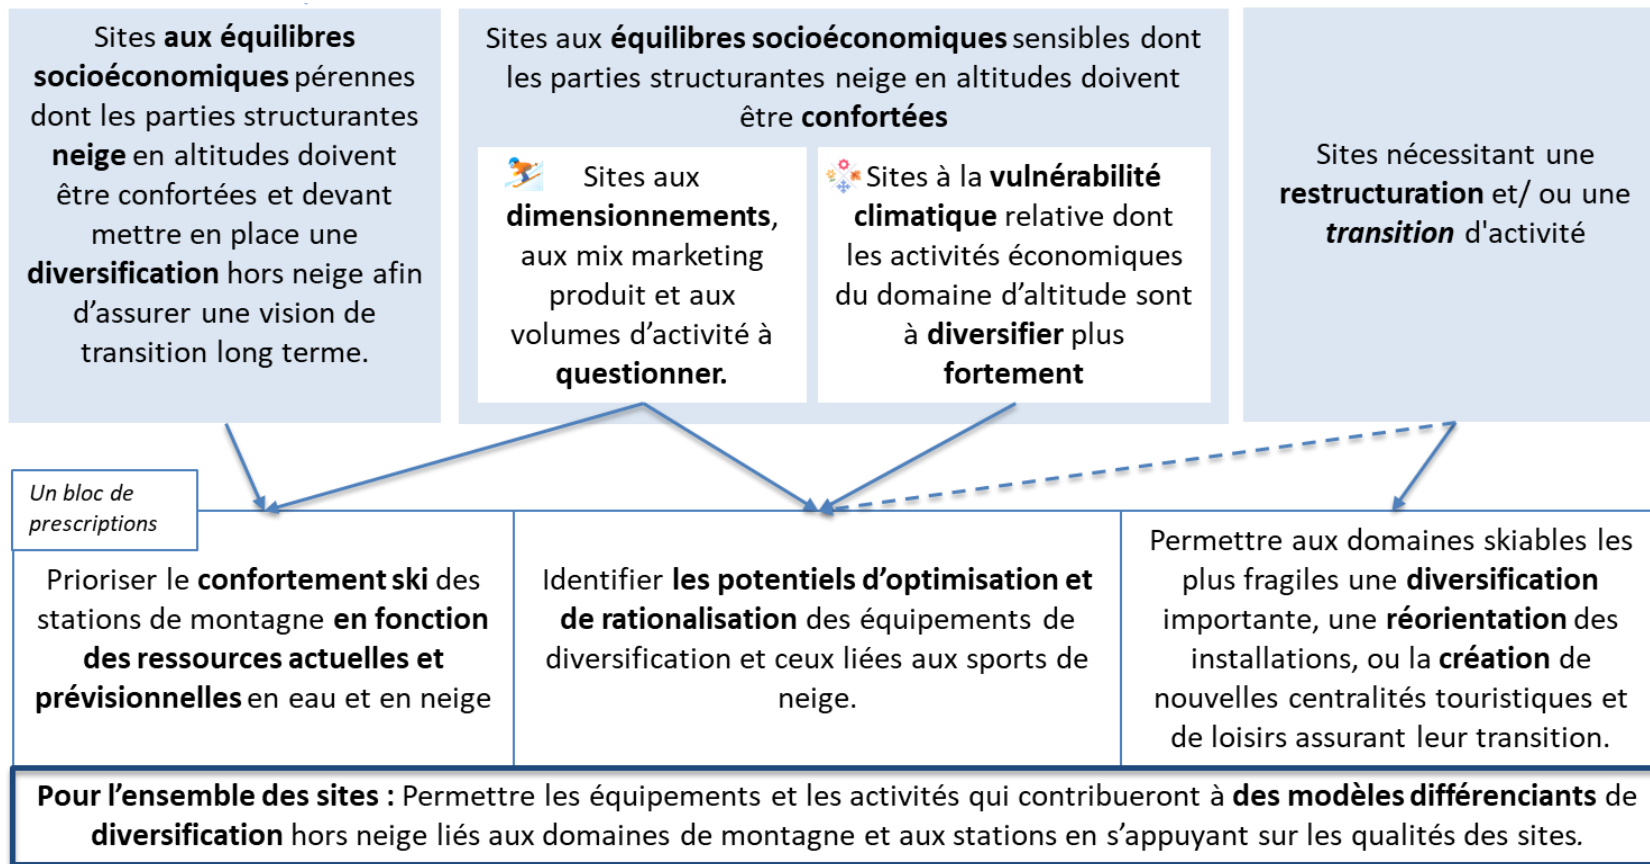 Sites aux équilibres
socioéconomiques pérennes
dont les parties structurantes
neige en altitudes doivent
être confortées et devant
mettre en place une
diversification hors neige afin
d’assurer une vision de
transition long terme.
Sites aux équilibres socioéconomiques sensibles dont
les parties structurantes neige en altitudes doivent
être confortées
Sites aux
dimensionnements,
aux mix marketing
produit et aux
volumes d’activité à
questionner.
Sites à la vulnérabilité
climatique relative dont
les activités économiques
du domaine d’altitude sont
à diversifier plus
fortement
Sites nécessitant une
restructuration et/ ou une
transition d'activité
Un bloc de
prescriptions
Prioriser le confortement ski des
stations de montagne en fonction
des ressources actuelles et
prévisionnelles en eau et en neige
Identifier les potentiels d’optimisation et
de rationalisation des équipements de
diversification et ceux liées aux sports de
neige.
Permettre aux domaines skiables les
plus fragiles une diversification
importante, une réorientation des
installations, ou la création de
nouvelles centralités touristiques et
de loisirs assurant leur transition.
Pour l’ensemble des sites : Permettre les équipements et les activités qui contribueront à des modèles différenciants de
diversification hors neige liés aux domaines de montagne et aux stations en s’appuyant sur les qualités des sites.